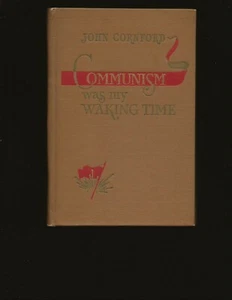 JOHN CORNFORD
COMMUNISM
was my
WAKING TIME